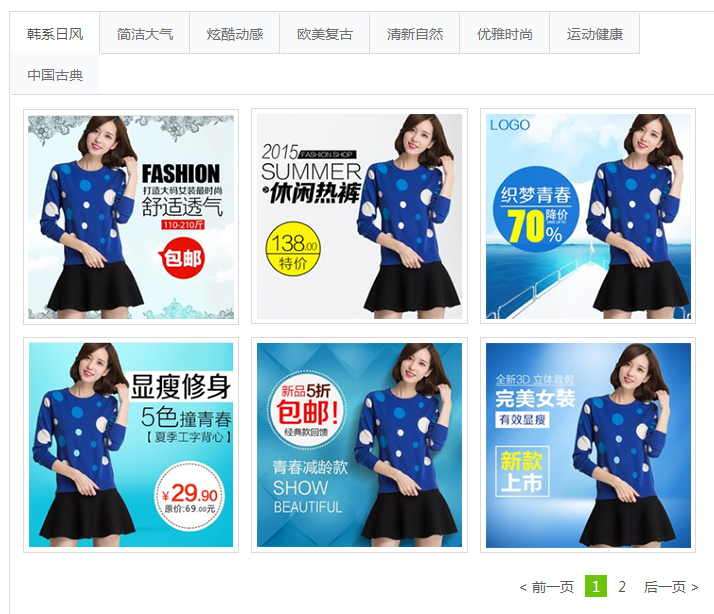 韩系日风 简洁大气 炫酷动感 欧美复古 清新自然 优雅时尚 运动健康
中国古典
FASHION
打造大码女装最时尚
舒适透气
110-210斤
包邮
2015 FASHION SHOP
SUMMER
休闲热裤
138.00
特价
LOGO
织梦青春
70%
降价
显瘦修身
5色撞青春
【夏季工字背心】
¥29.90
原价:69.00元
新品5折
包邮!
经典款回馈
青春减龄款
SHOW
BEAUTIFUL
全新3D 立体裁剪
完美女装
有效显瘦
新款
上市
< 前一页 1 2 后一页 >